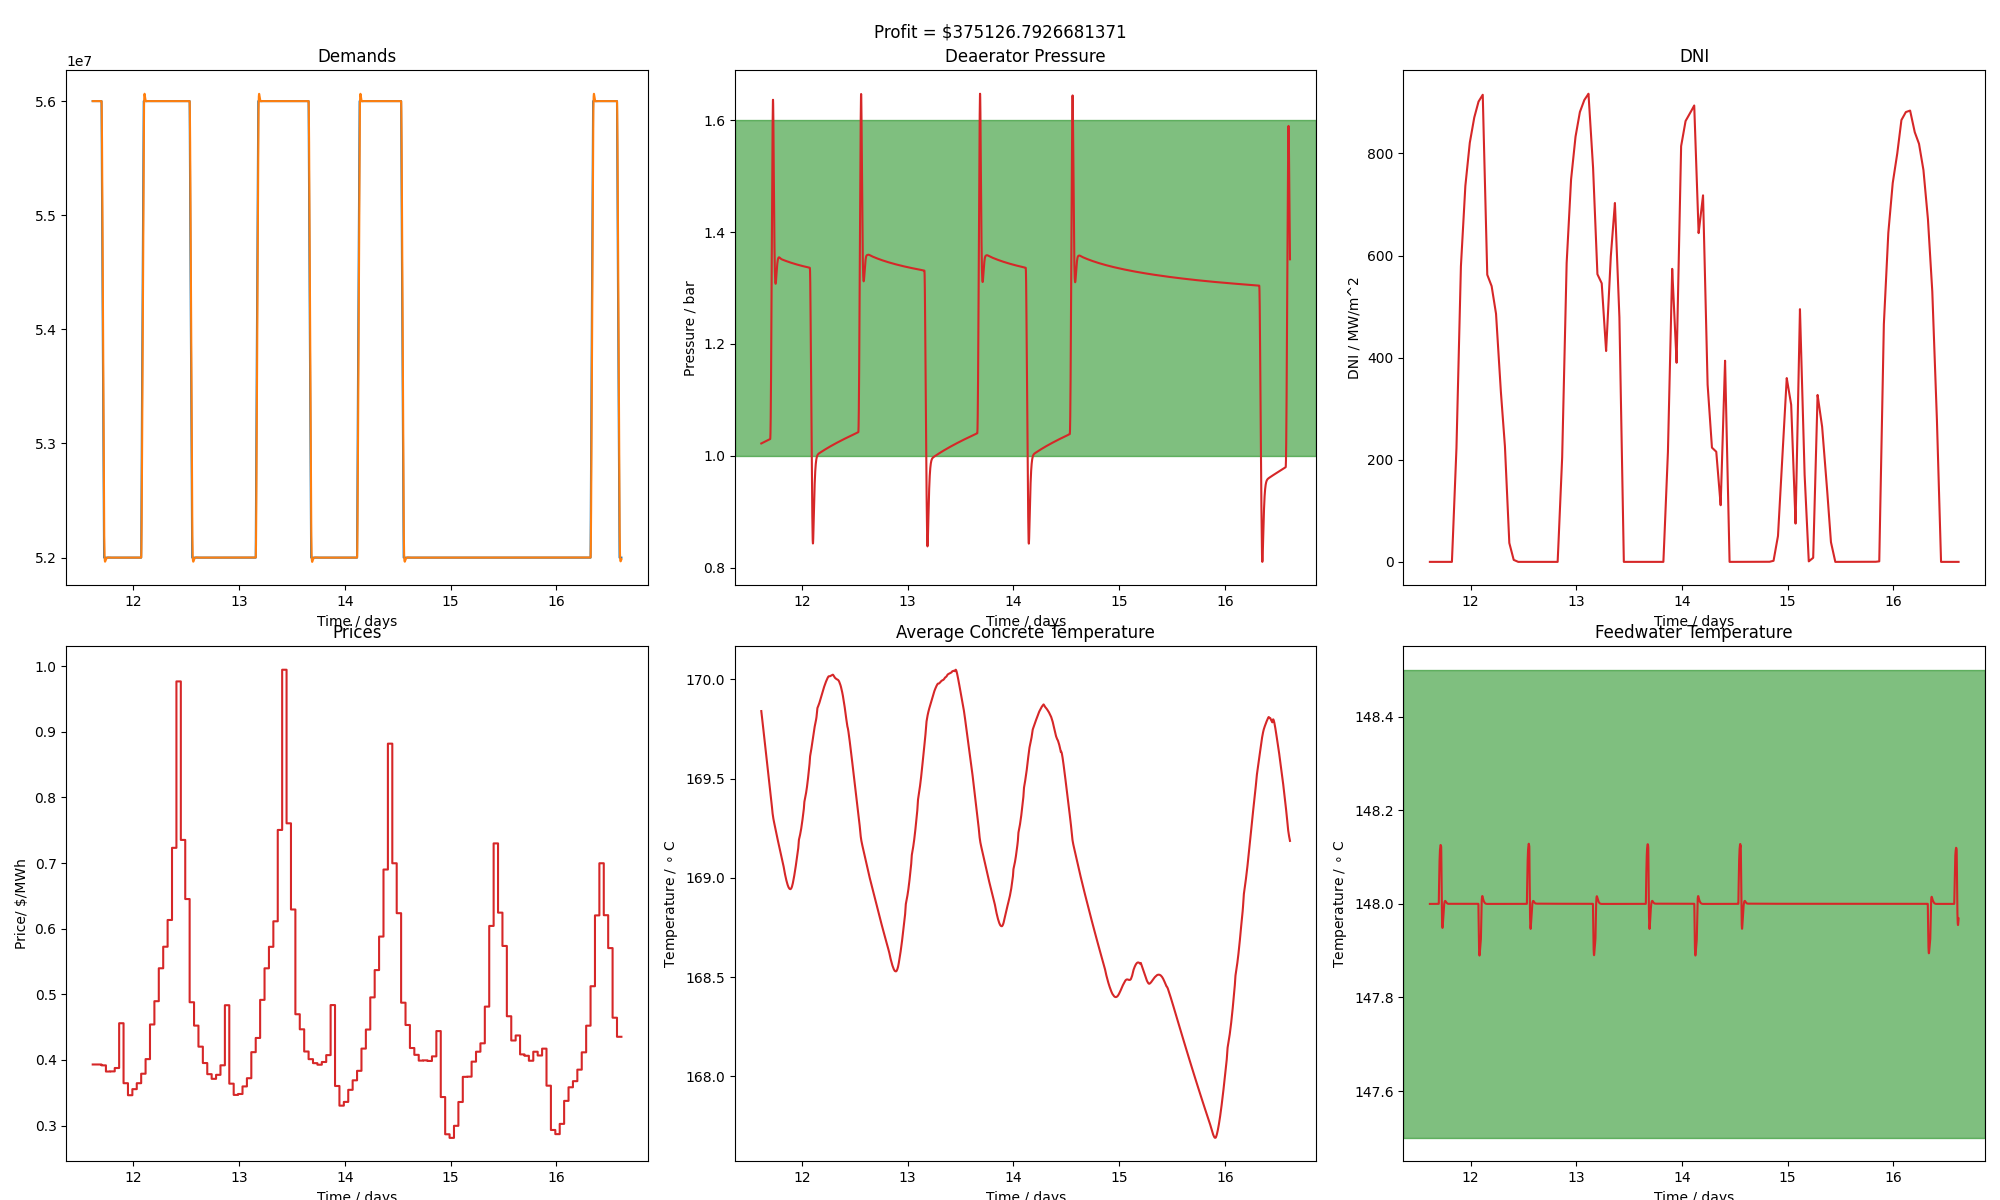 Profit = $375126.7926681371
Demands
1e7
5.6
5.5
5.4
5.3
5.2
12 13 14 15 16
Time / days
Deaerator Pressure
Pressure / bar
1.6
1.4
1.2
1.0
0.8
12 13 14 15 16
Time / days
DNI
DNI / MW/m^2
800
600
400
200
0
12 13 14 15 16
Time / days
Prices
Price/ $/MWh
1.0
0.9
0.8
0.7
0.6
0.5
0.4
0.3
12 13 14 15 16
Time / days
Average Concrete Temperature
Temperature / ∘ C
170.0
169.5
169.0
168.5
168.0
12 13 14 15 16
Time / days
Feedwater Temperature
Temperature / ∘ C
148.4
148.2
148.0
147.8
147.6
12 13 14 15 16
Time / days